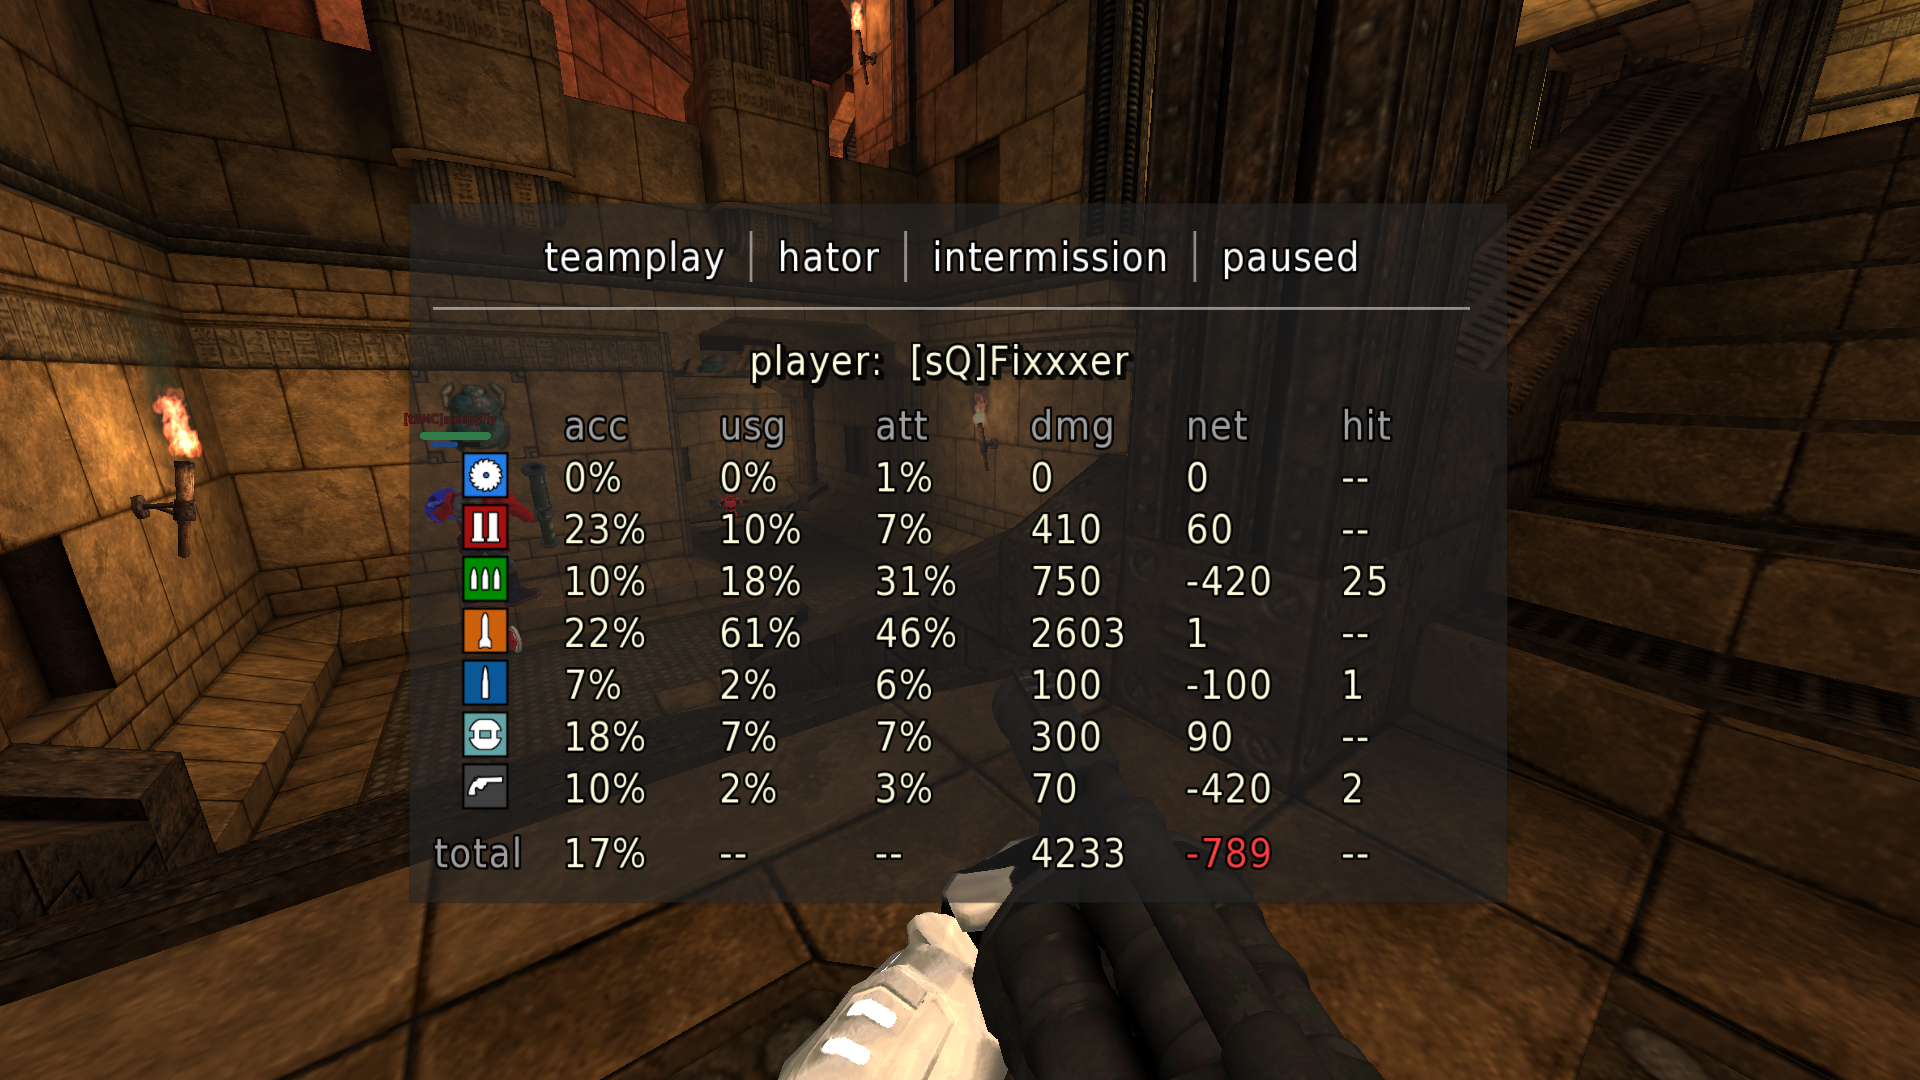 teamplay | hator | intermission | paused
player: [sQ]Fixxxer
acc usg att dmg net hit
0% 0% 1% 0 0 --
23% 10% 7% 410 60 --
10% 18% 31% 750 -420 25
22% 61% 46% 2603 1 --
7% 2% 6% 100 -100 1
18% 7% 7% 300 90 --
10% 2% 3% 70 -420 2
total 17% -- -- 4233 -789 --